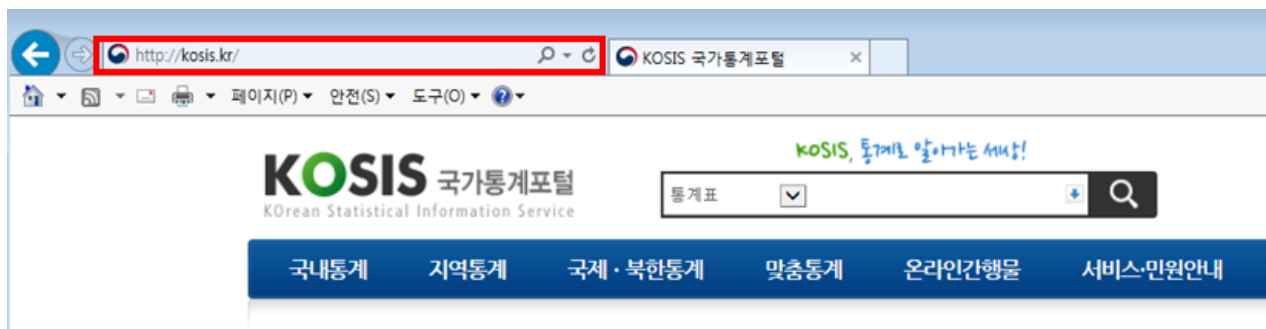 http://kosis.kr/
KOSIS 국가통계포털
페이지(P) 안전(S) 도구(O)
KOSIS, 통계로 알아가는 세상!
KOSIS 국가통계포털
KOrean Statistical Information Service
통계표
국내통계 지역통계 국제·북한통계 맞춤통계 온라인간행물 서비스·민원안내